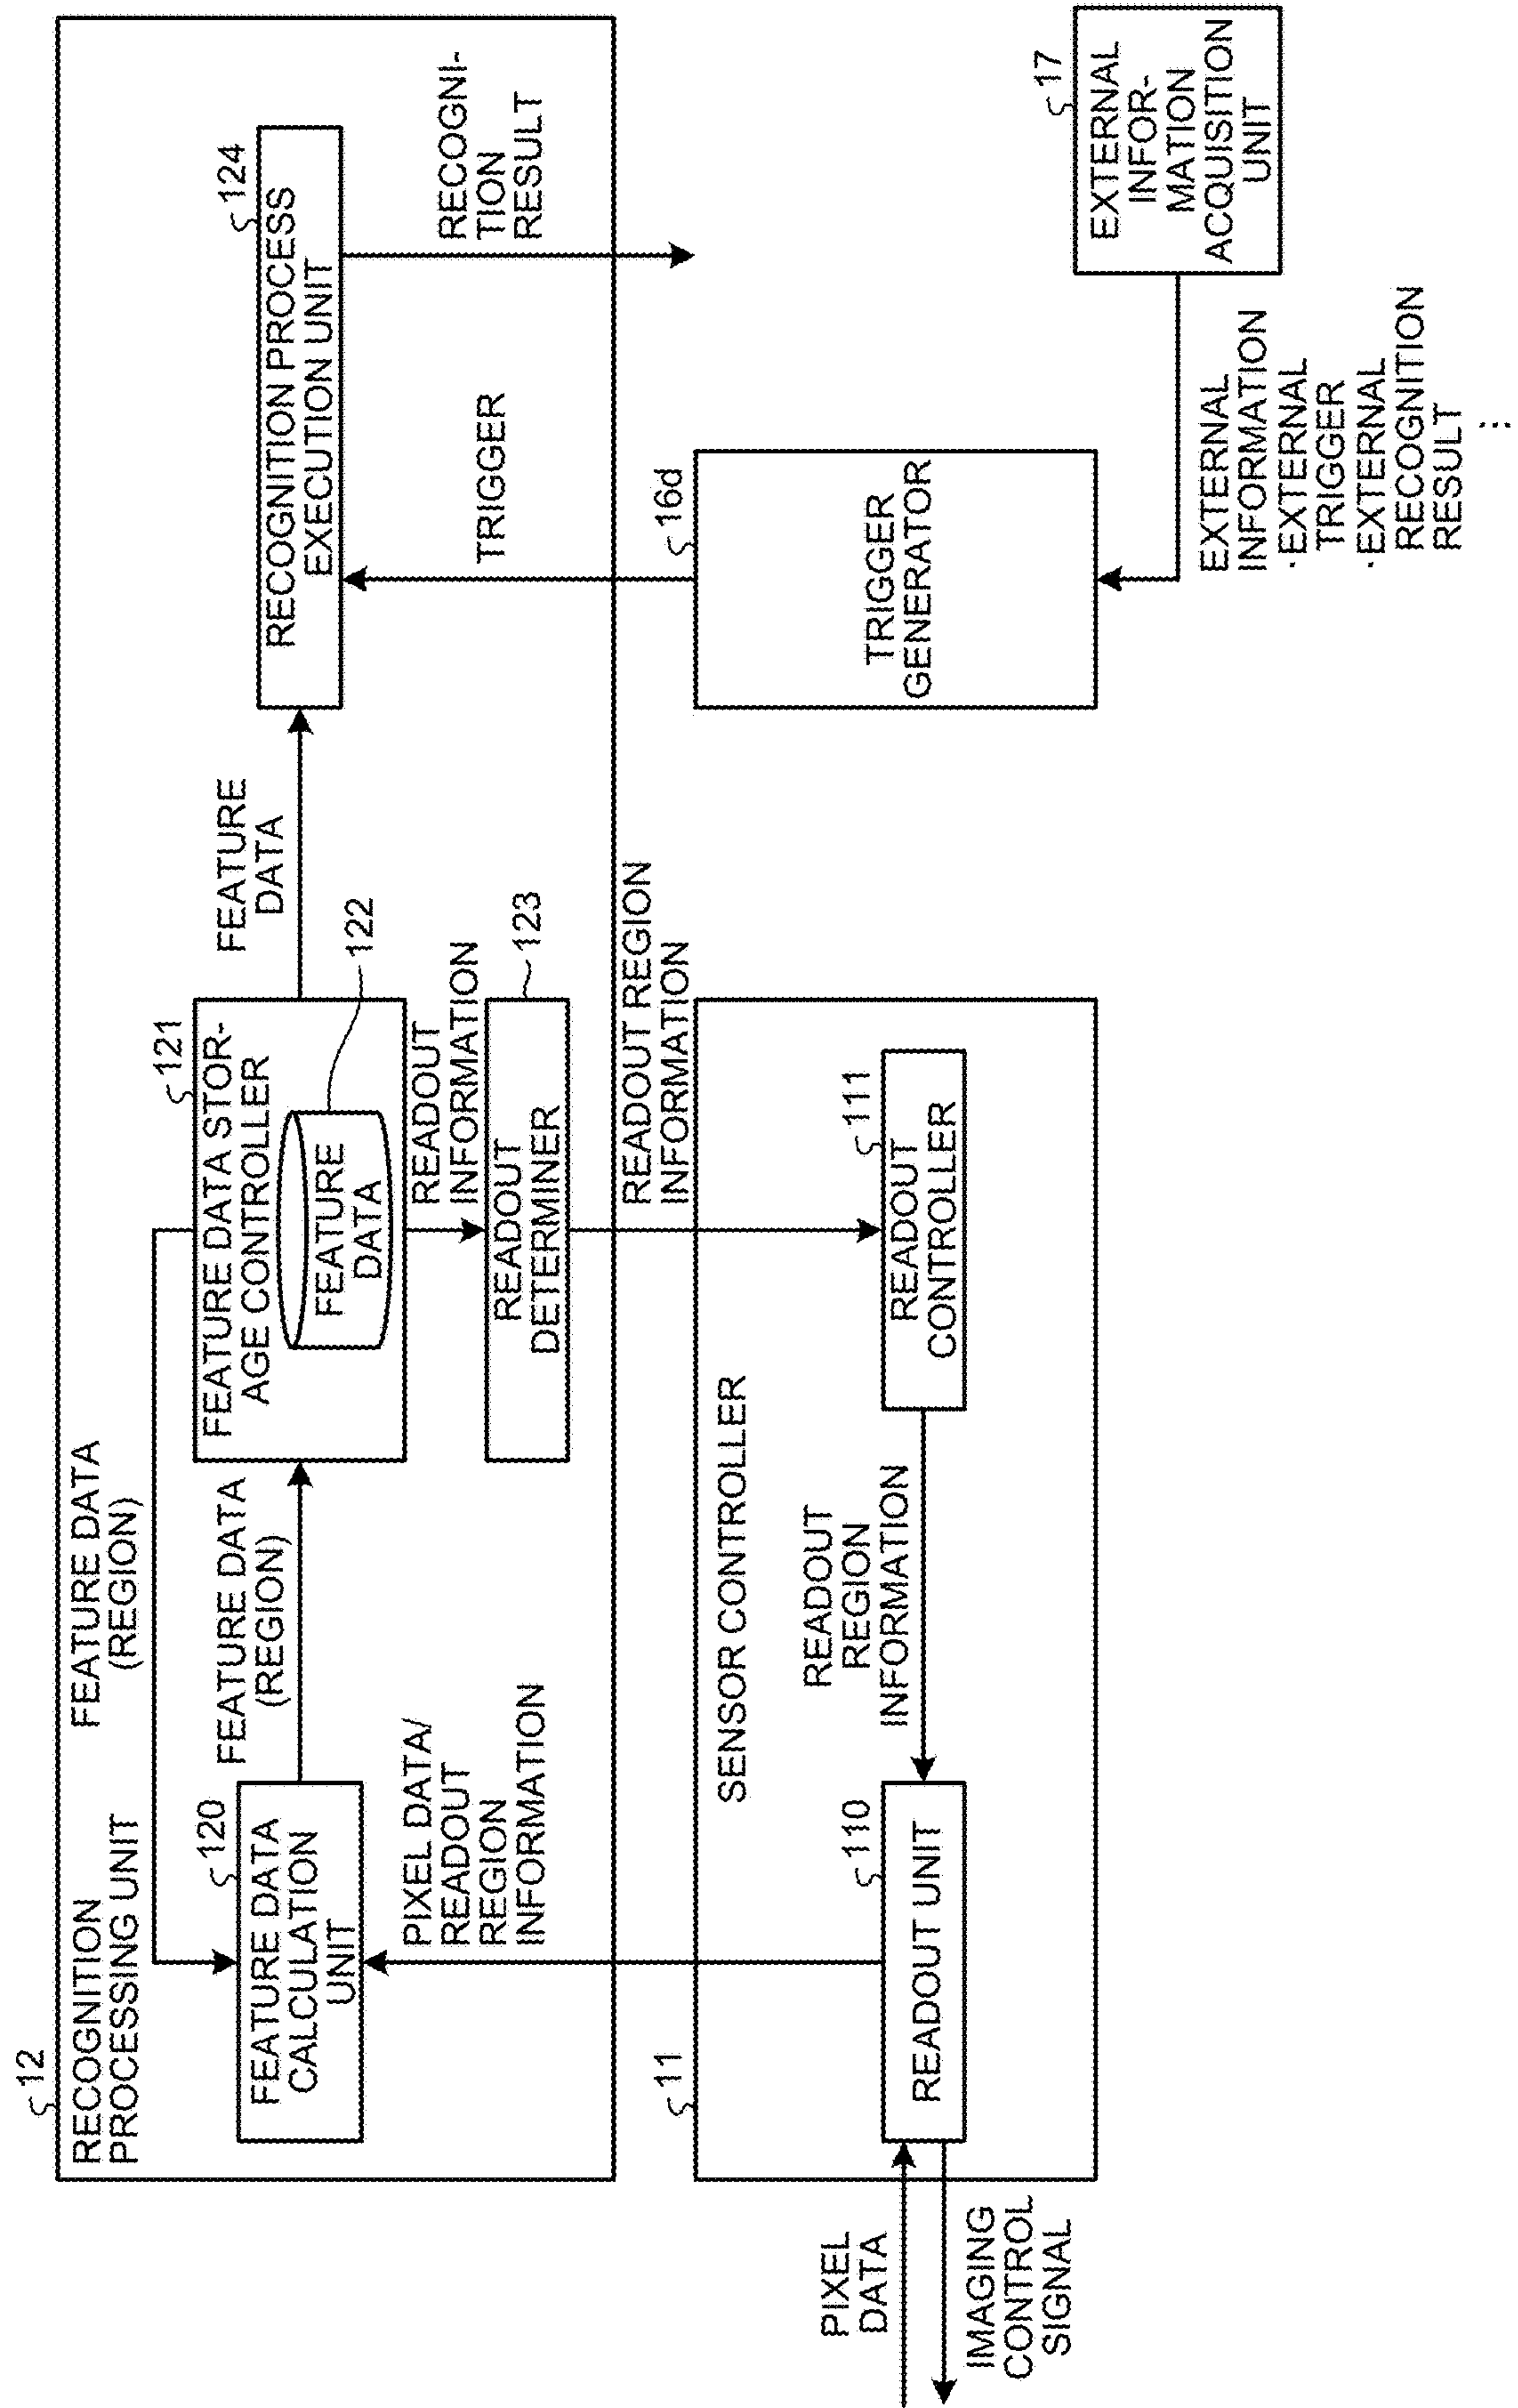 12
RECOGNITION
PROCESSING UNIT
FEATURE DATA
(REGION)
120
FEATURE DATA
CALCULATION
UNIT
FEATURE DATA
(REGION)
121
FEATURE DATA STOR-
AGE CONTROLLER
FEATURE
DATA
122
FEATURE
DATA
124
RECOGNITION PROCESS
EXECUTION UNIT
PIXEL DATA/
READOUT
REGION
INFORMATION
READOUT
INFORMATION
READOUT
DETERMINER
123
TRIGGER
RECOGNI-
TION
RESULT
READOUT REGION
INFORMATION
11
SENSOR CONTROLLER
110
READOUT UNIT
READOUT
REGION
INFORMATION
111
READOUT
CONTROLLER
PIXEL
DATA
IMAGING
CONTROL
SIGNAL
16d
TRIGGER
GENERATOR
17
EXTERNAL
INFOR-
MATION
ACQUISITION
UNIT
EXTERNAL
INFORMATION
·EXTERNAL
TRIGGER
·EXTERNAL
RECOGNITION
RESULT
⋮